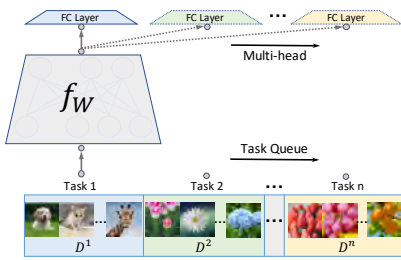 FC Layer FC Layer ... FC Layer
Multi-head
f_W
Task Queue
Task 1 Task 2 ... Task n
... ... ... ...
D^1 D^2 D^n